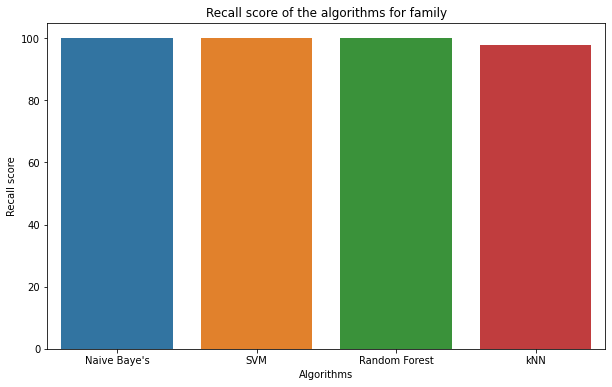 Recall score of the algorithms for family
Recall score
100
80
60
40
20
0
Naive Baye's SVM Random Forest kNN
Algorithms